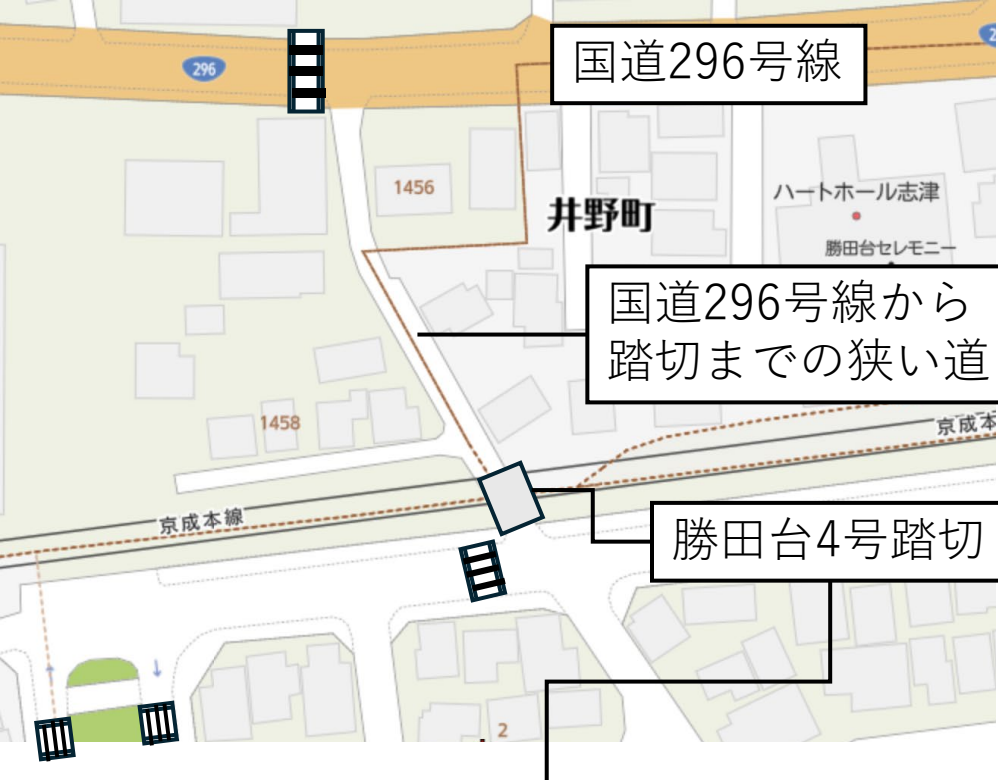 296
2
国道296号線
1456
井野町
ハートホール志津
勝田台セレモニー
国道296号線から
踏切までの狭い道
1458
京成本
京成本線
勝田台4号踏切
2